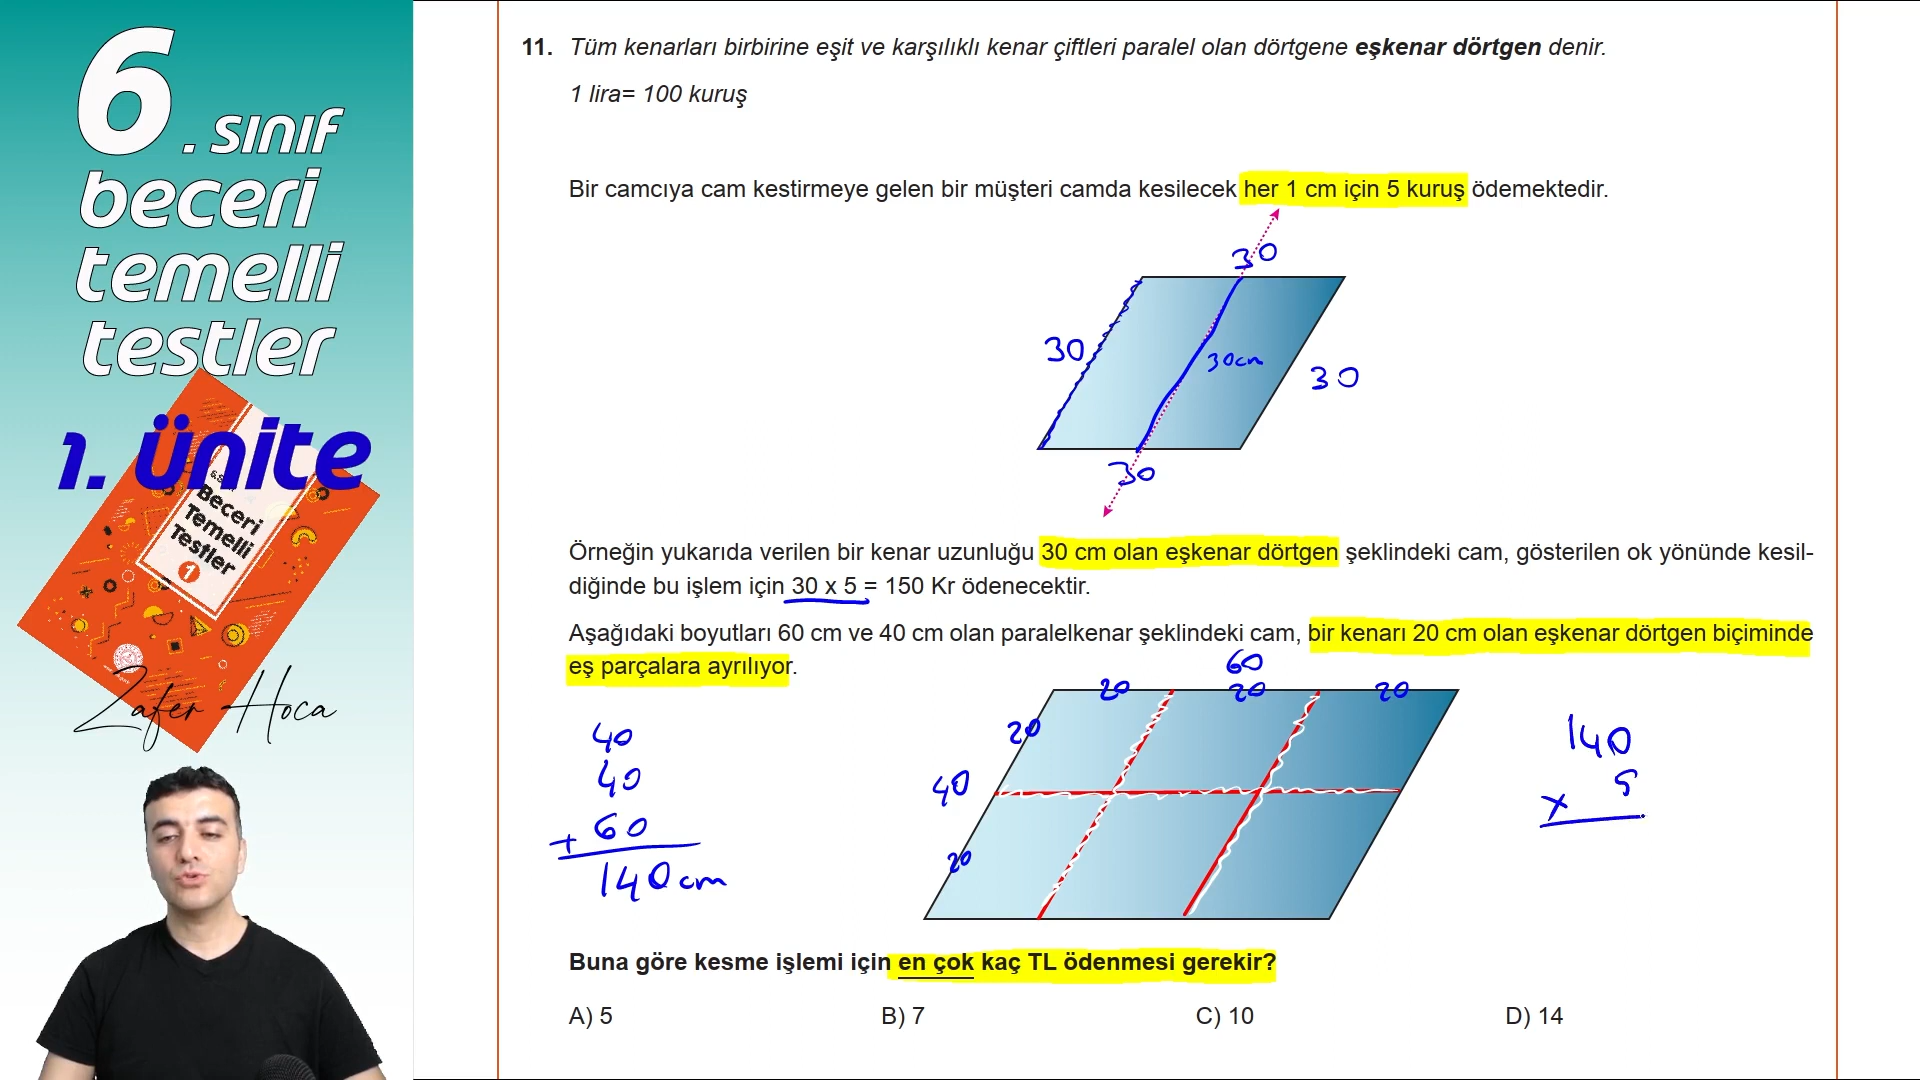 6. sınıf
beceri
temelli
testler
1. ünite
Beceri
Temelli
Testler
1
Zafer Hoca
11. Tüm kenarları birbirine eşit ve karşılıklı kenar çiftleri paralel olan dörtgene eşkenar dörtgen denir.
1 lira= 100 kuruş
Bir camcıya cam kestirmeye gelen bir müşteri camda kesilecek her 1 cm için 5 kuruş ödemektedir.
30
30
30cm
30
30
Örneğin yukarıda verilen bir kenar uzunluğu 30 cm olan eşkenar dörtgen şeklindeki cam, gösterilen ok yönünde kesil-
diğinde bu işlem için 30 x 5 = 150 Kr ödenecektir.
Aşağıdaki boyutları 60 cm ve 40 cm olan paralelkenar şeklindeki cam, bir kenarı 20 cm olan eşkenar dörtgen biçiminde
eş parçalara ayrılıyor.
60
20 20 20
20
40
20
40
40
+ 60
140 cm
140
x 5
Buna göre kesme işlemi için en çok kaç TL ödenmesi gerekir?
A) 5 B) 7 C) 10 D) 14